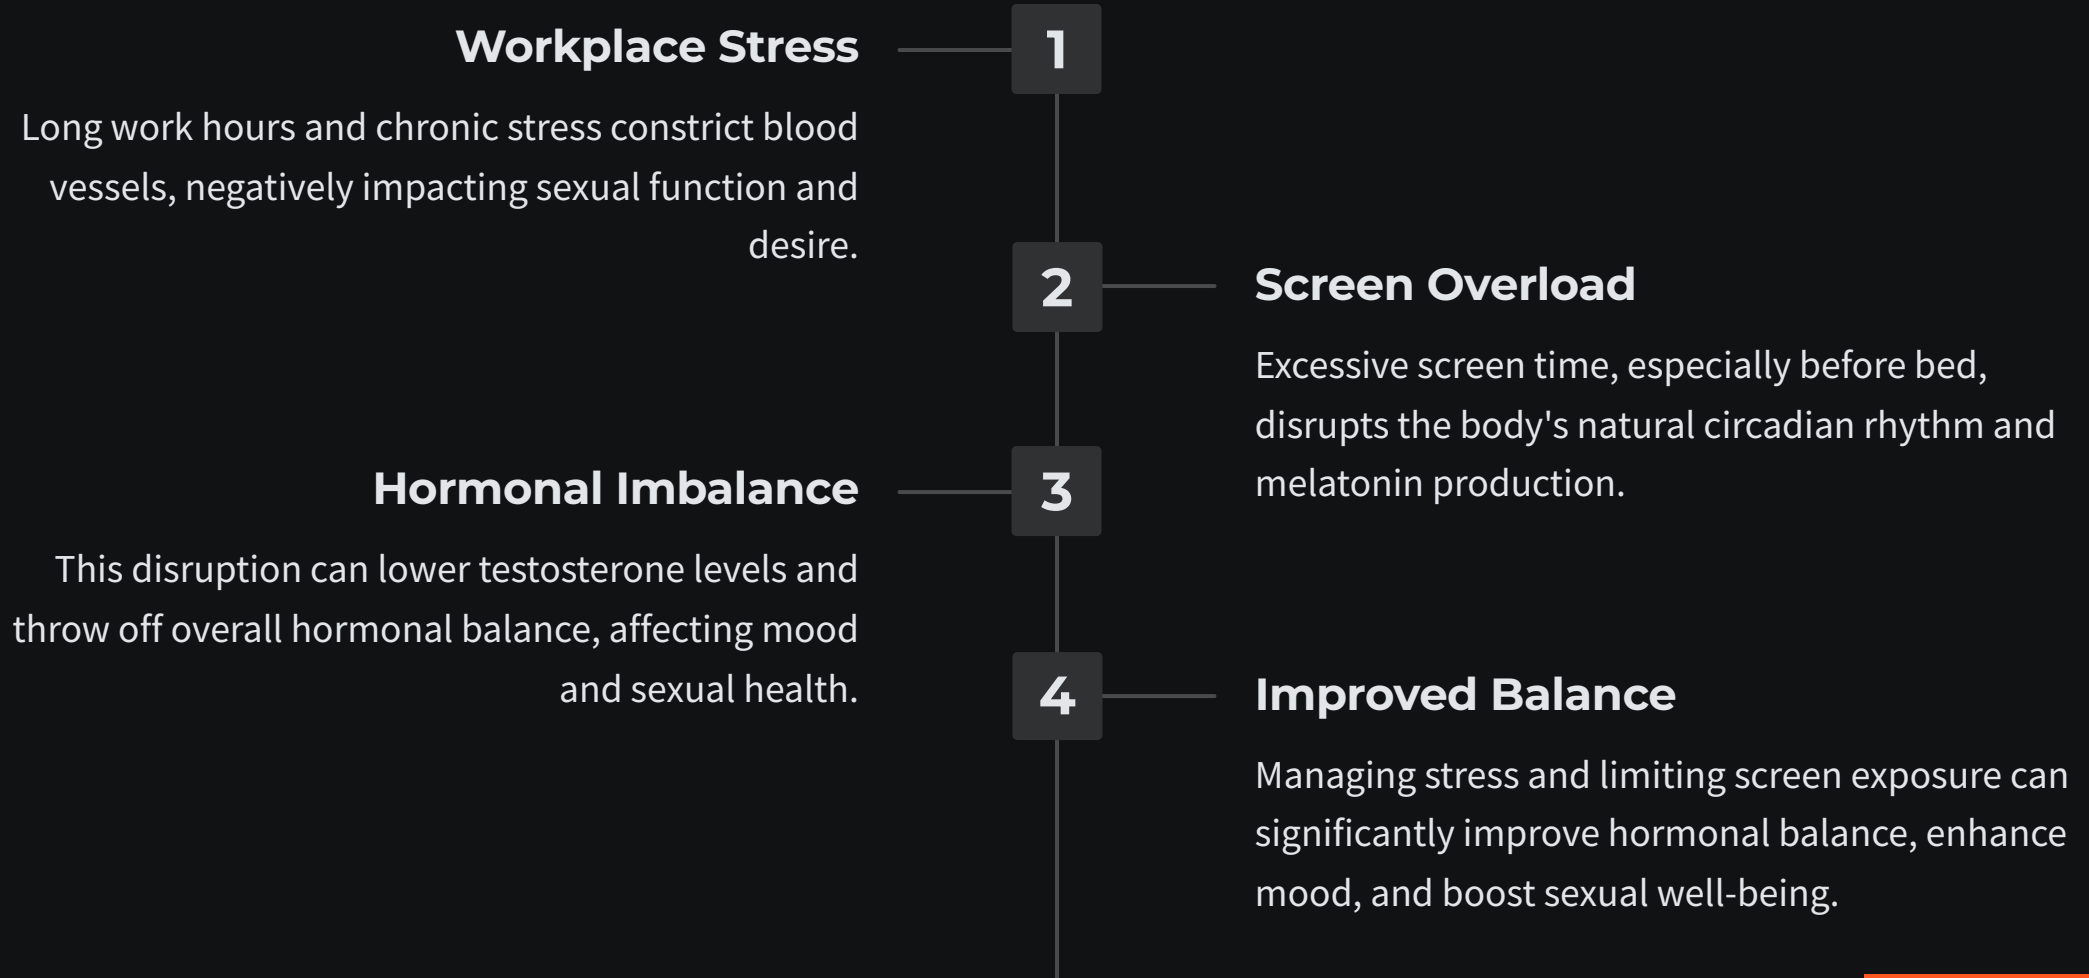 Workplace Stress
1
Long work hours and chronic stress constrict blood
vessels, negatively impacting sexual function and
desire.
2
Screen Overload
Excessive screen time, especially before bed,
disrupts the body's natural circadian rhythm and
melatonin production.
Hormonal Imbalance
3
This disruption can lower testosterone levels and
throw off overall hormonal balance, affecting mood
and sexual health.
4
Improved Balance
Managing stress and limiting screen exposure can
significantly improve hormonal balance, enhance
mood, and boost sexual well-being.